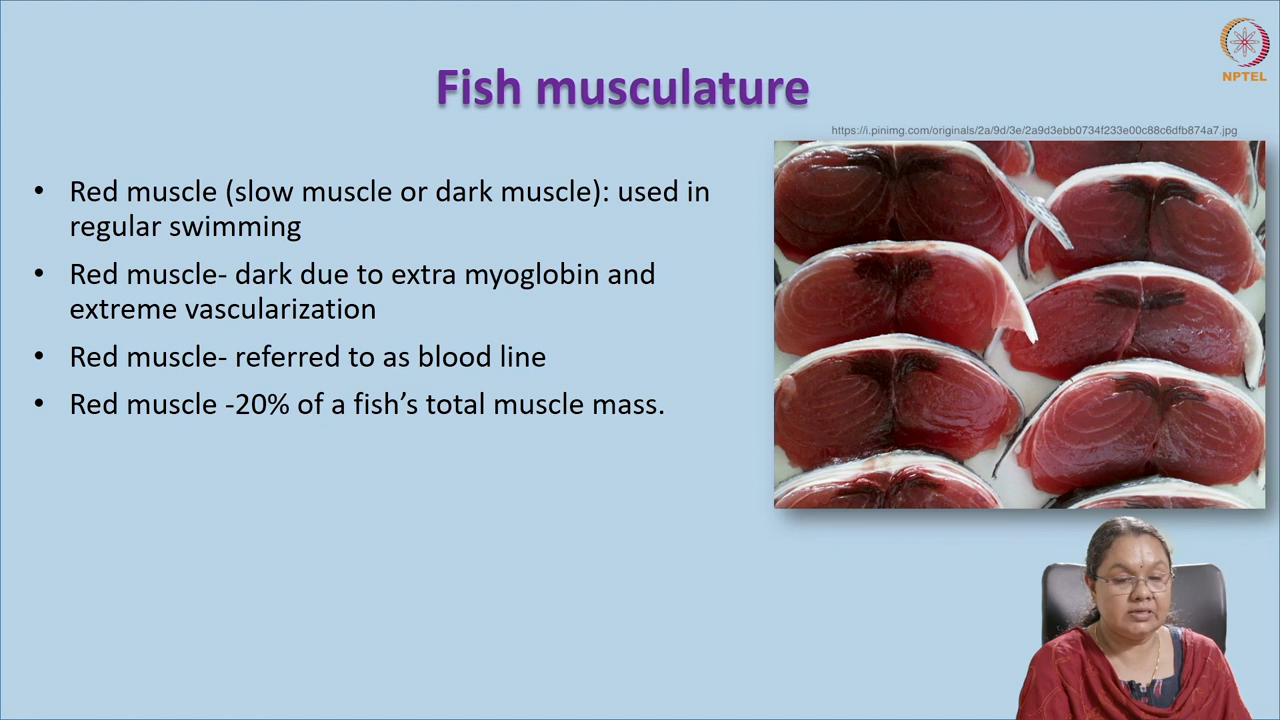 NPTEL
Fish musculature
https://i.pinimg.com/originals/2a/9d/3e/2a9d3ebb0734f233e00c88c6dfb874a7.jpg
• Red muscle (slow muscle or dark muscle): used in
regular swimming
• Red muscle- dark due to extra myoglobin and
extreme vascularization
• Red muscle- referred to as blood line
• Red muscle -20% of a fish’s total muscle mass.